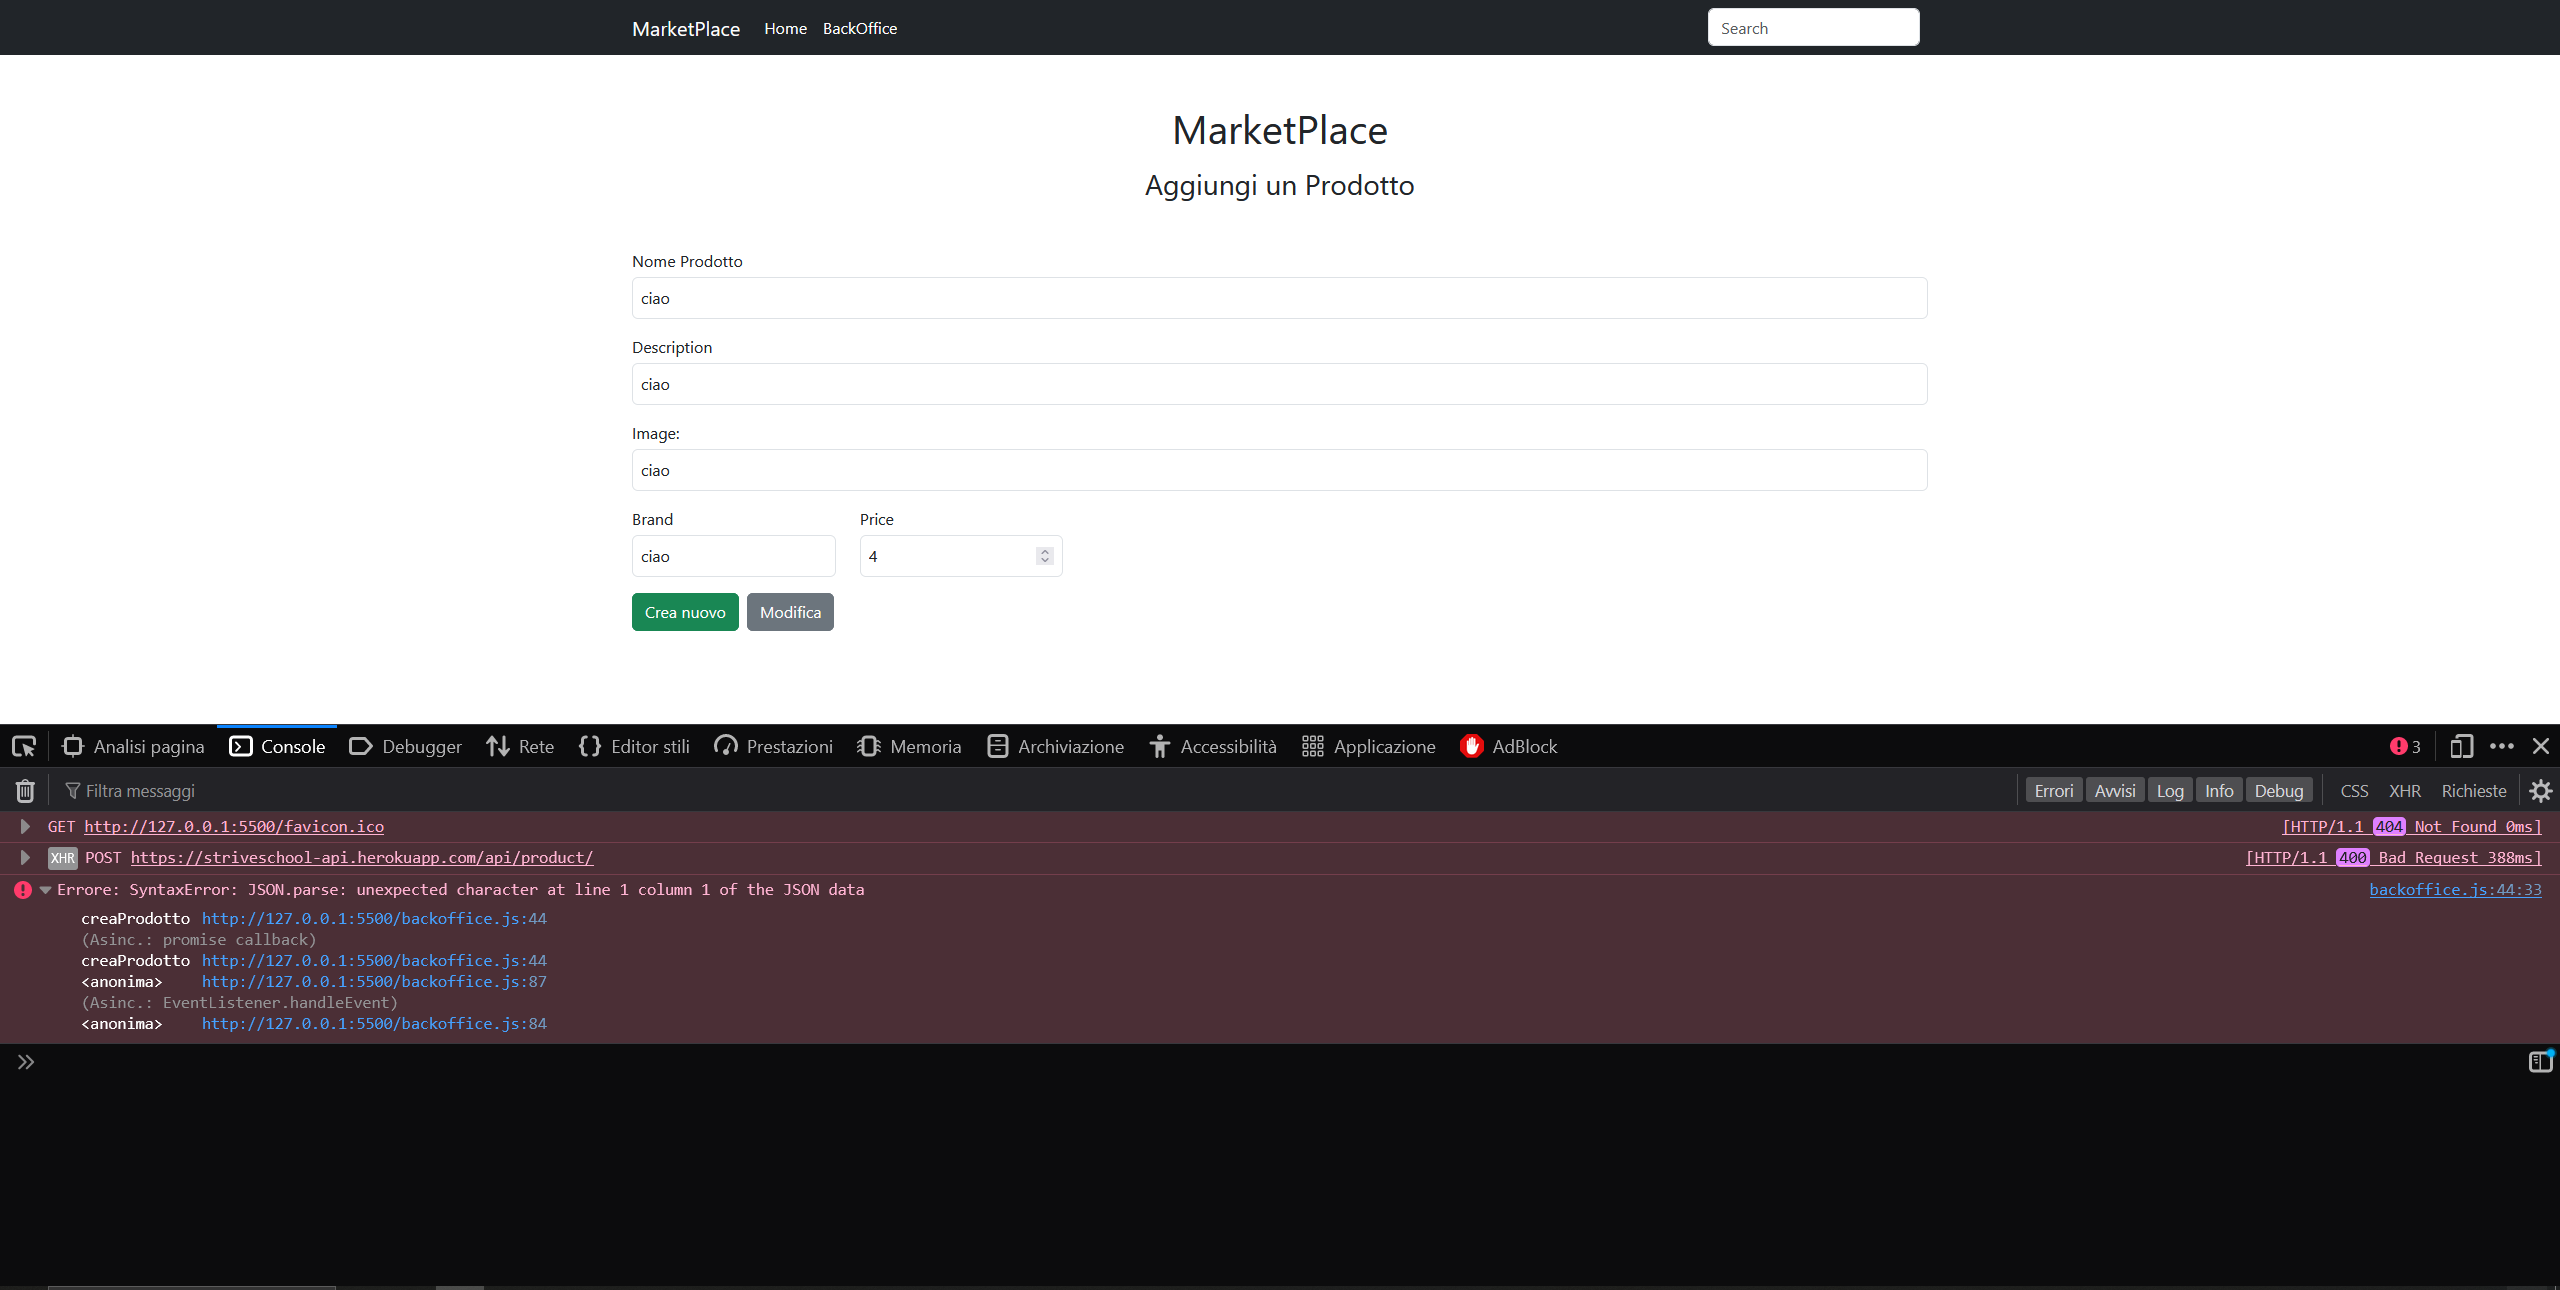 MarketPlace Home BackOffice Search
MarketPlace
Aggiungi un Prodotto
Nome Prodotto
ciao
Description
ciao
Image:
ciao
Brand Price
ciao 4
Crea nuovo Modifica
Analisi pagina Console Debugger Rete Editor stili Prestazioni Memoria Archiviazione Accessibilità Applicazione AdBlock 3
Filtra messaggi Errori Avvisi Log Info Debug CSS XHR Richieste
GET http://127.0.0.1:5500/favicon.ico [HTTP/1.1 404 Not Found 0ms]
XHR POST https://striveschool-api.herokuapp.com/api/product/ [HTTP/1.1 400 Bad Request 388ms]
Errore: SyntaxError: JSON.parse: unexpected character at line 1 column 1 of the JSON data backoffice.js:44:33
creaProdotto http://127.0.0.1:5500/backoffice.js:44
(Asinc.: promise callback)
creaProdotto http://127.0.0.1:5500/backoffice.js:44
<anonima> http://127.0.0.1:5500/backoffice.js:87
(Asinc.: EventListener.handleEvent)
<anonima> http://127.0.0.1:5500/backoffice.js:84